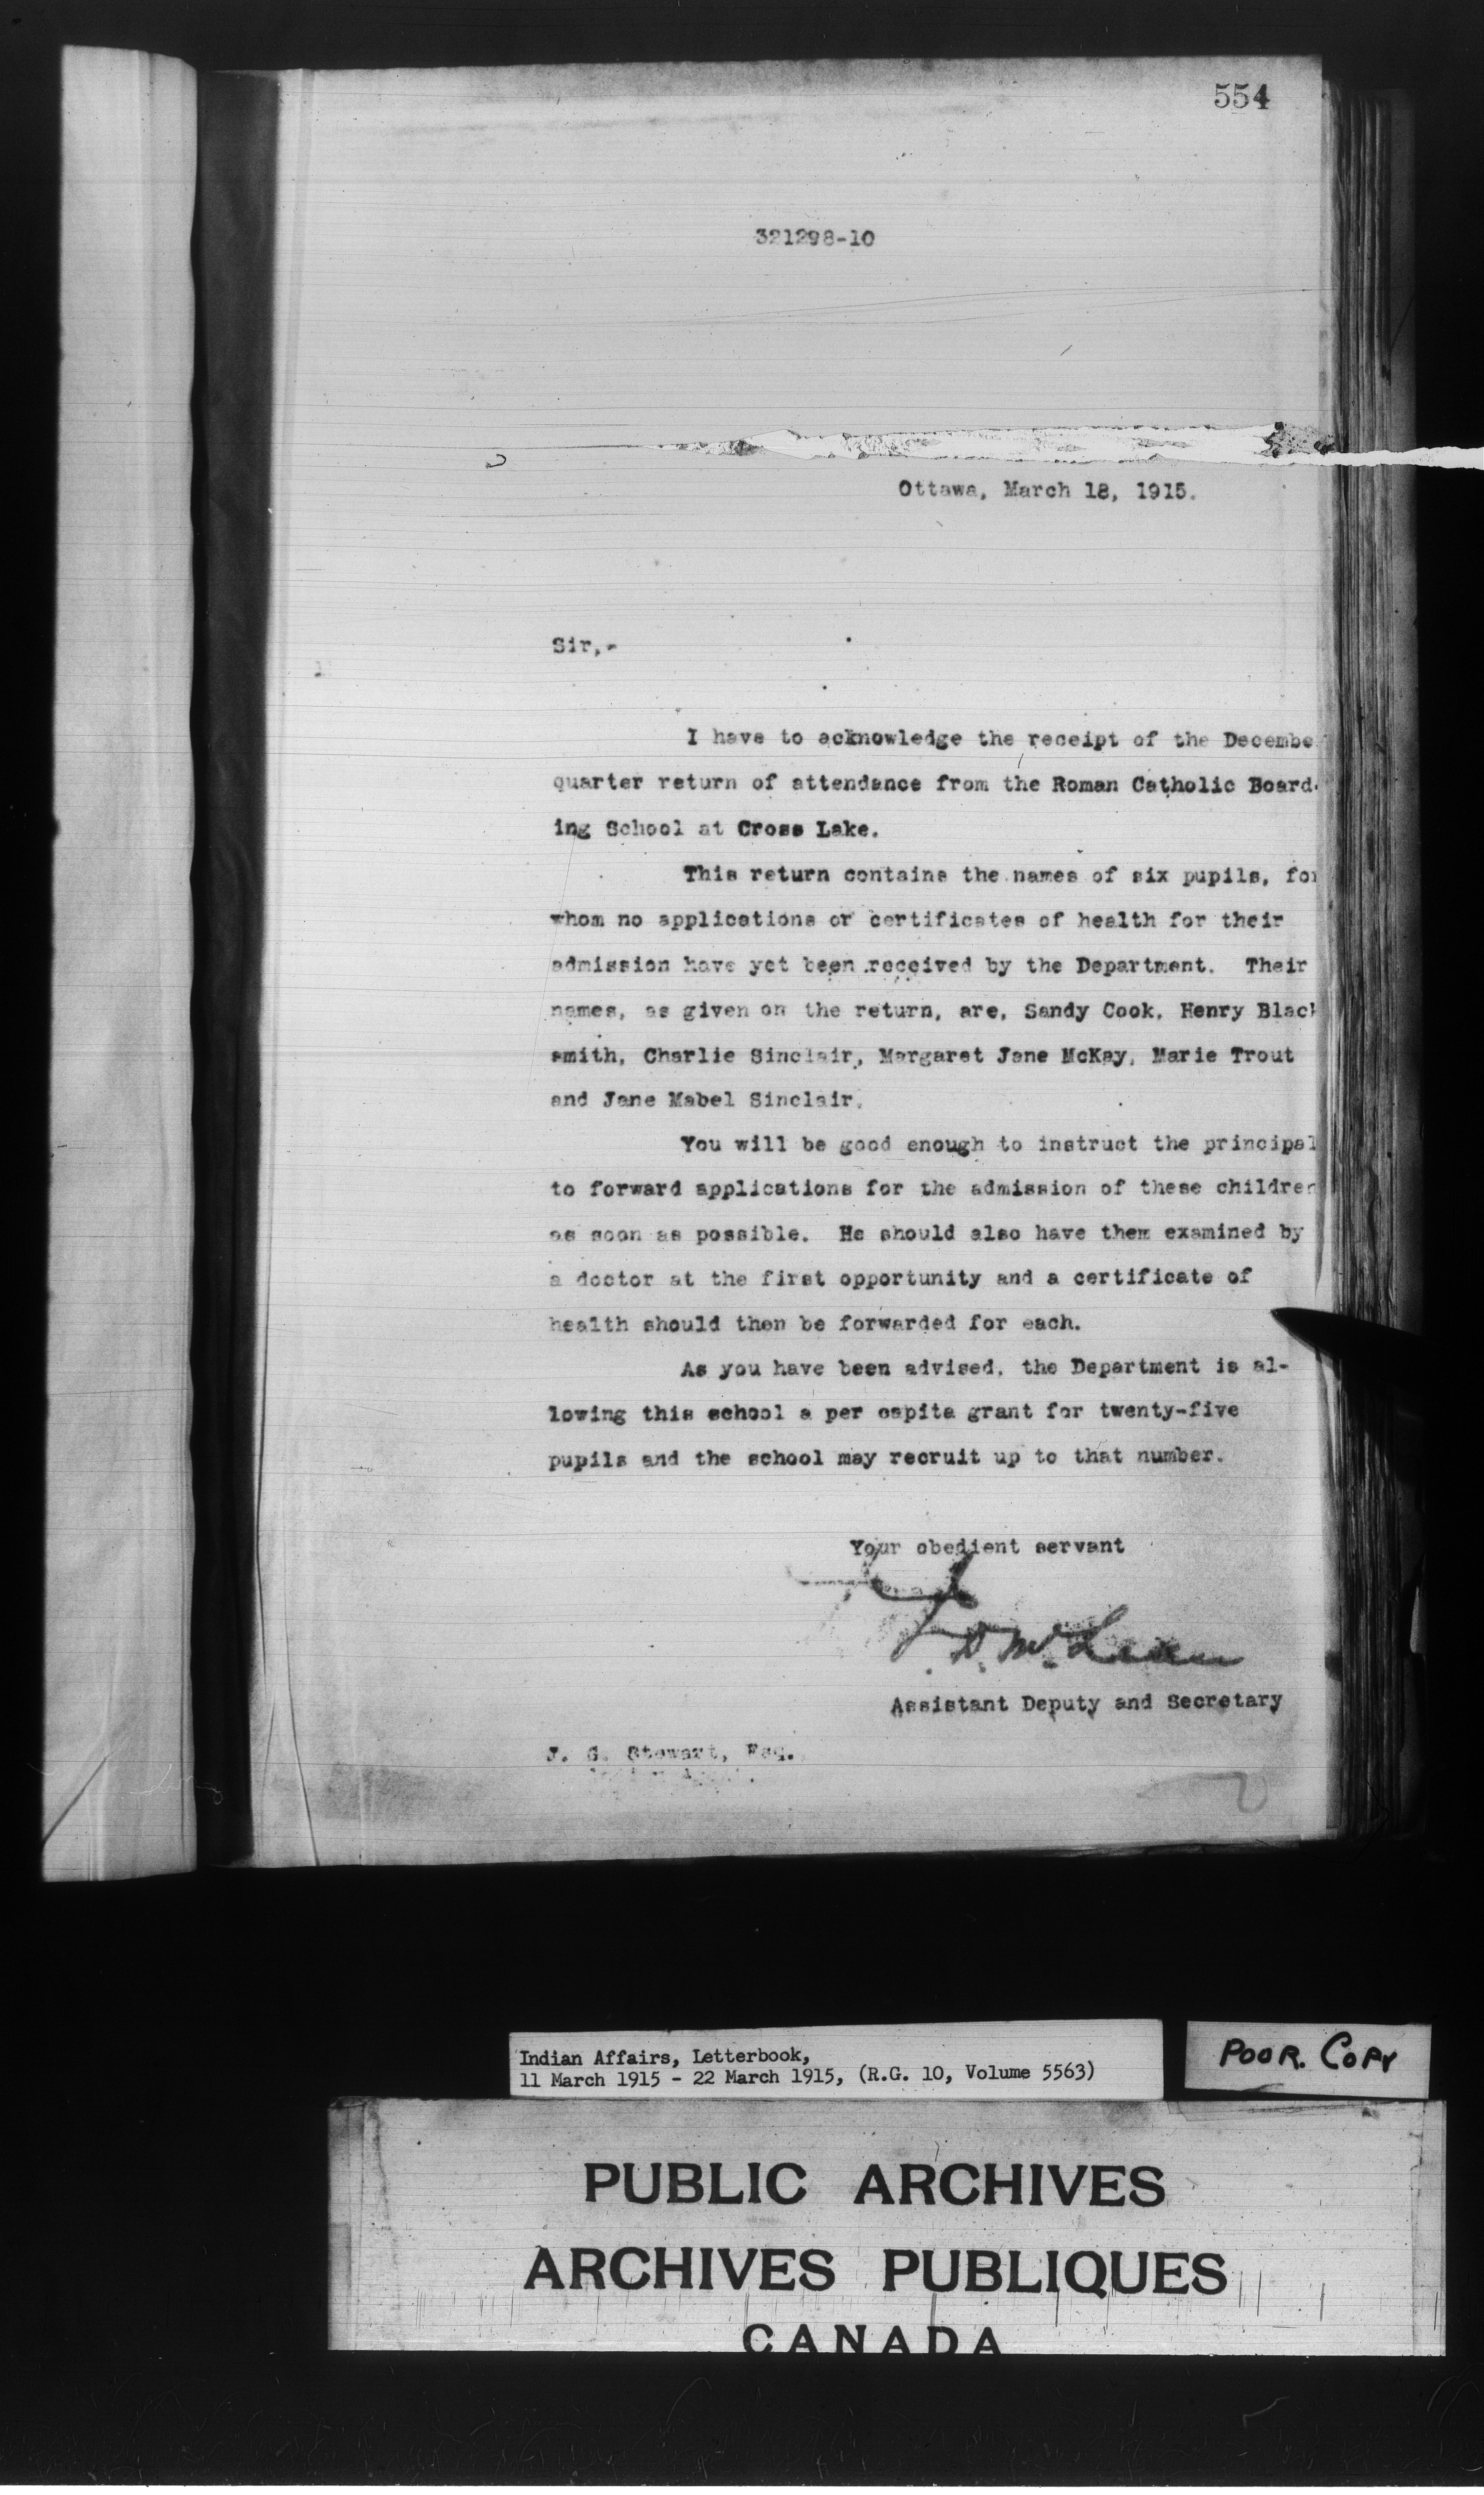 554
321298-10
Ottawa, March 18, 1915.
Sir,-
I have to acknowledge the receipt of the Decembe
quarter return of attendance from the Roman Catholic Board-
ing School at Cross Lake.
This return contains the names of six pupils, for
whom no applications or certificates of health for their
admission have yet been received by the Department. Their
names, as given on the return, are, Sandy Cook, Henry Black
smith, Charlie Sinclair, Margaret Jane McKay, Marie Trout
and Jane Mabel Sinclair.
You will be good enough to instruct the principal
to forward applications for the admission of these children
as soon as possible. He should also have them examined by
a doctor at the first opportunity and a certificate of
health should then be forwarded for each.
As you have been advised, the Department is al-
lowing this school a per capita grant for twenty-five
pupils and the school may recruit up to that number.
Your obedient servant
J. D. McLean
Assistant Deputy and Secretary
J. G. Stewart, Esq.
Indian Affairs, Letterbook,
11 March 1915 - 22 March 1915, (R.G. 10, Volume 5563)
POOR. COPY
PUBLIC ARCHIVES
ARCHIVES PUBLIQUES
CANADA